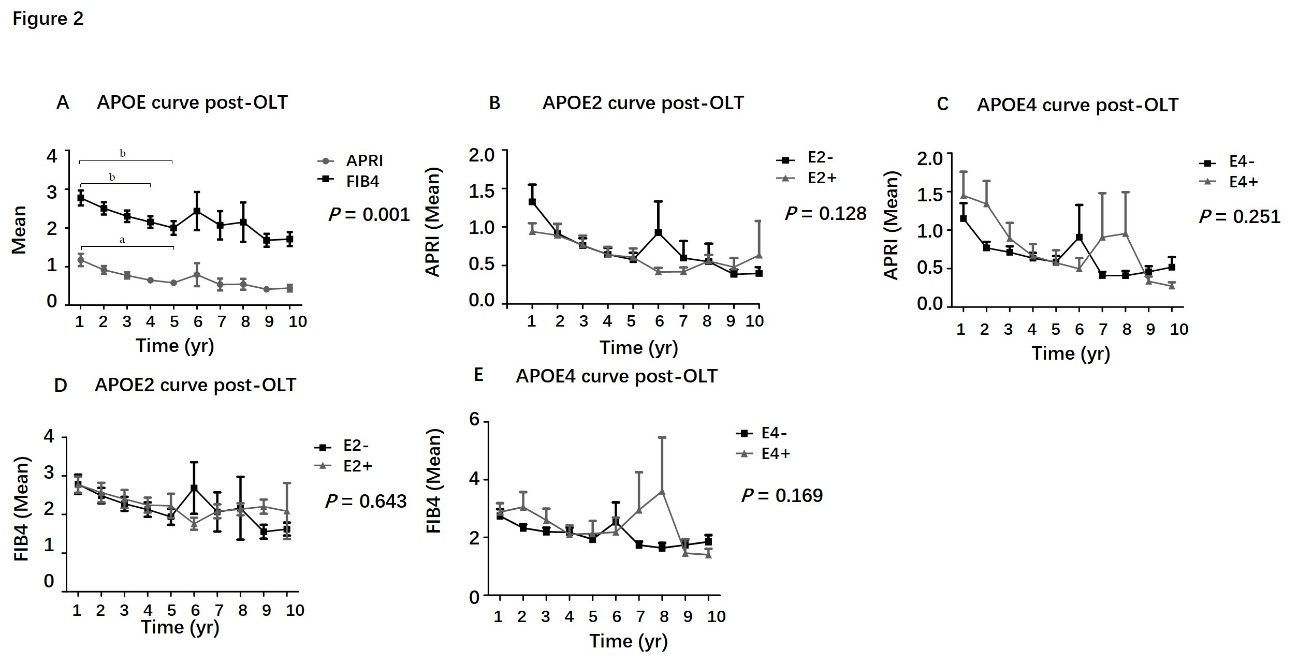 Figure 2
A APOE curve post-OLT
4
3
2
1
0
Mean
b
b
a
1 2 3 4 5 6 7 8 9 10
Time (yr)
APRI
FIB4
P = 0.001
B APOE2 curve post-OLT
2.0
1.5
1.0
0.5
0.0
APRI (Mean)
1 2 3 4 5 6 7 8 9 10
Time (yr)
E2-
E2+
P = 0.128
C APOE4 curve post-OLT
2.0
1.5
1.0
0.5
0.0
APRI (Mean)
1 2 3 4 5 6 7 8 9 10
Time (yr)
E4-
E4+
P = 0.251
D APOE2 curve post-OLT
4
3
2
1
0
FIB4 (Mean)
1 2 3 4 5 6 7 8 9 10
Time (yr)
E2-
E2+
P = 0.643
E APOE4 curve post-OLT
6
4
2
0
FIB4 (Mean)
1 2 3 4 5 6 7 8 9 10
Time (yr)
E4-
E4+
P = 0.169